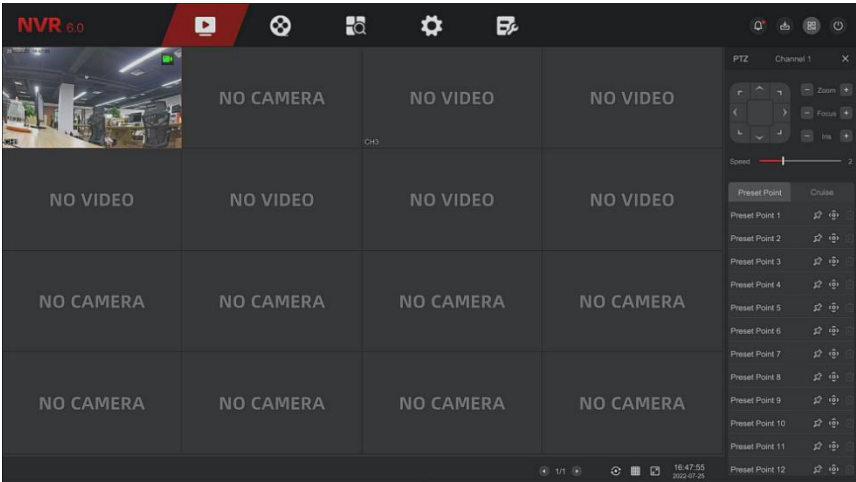 NVR 6.0
PTZ Channel 1
NO CAMERA NO VIDEO NO VIDEO
CH3
Zoom
Focus
Iris
Speed 2
NO VIDEO NO VIDEO NO VIDEO NO VIDEO
Preset Point Cruise
Preset Point 1
Preset Point 2
Preset Point 3
Preset Point 4
Preset Point 5
Preset Point 6
Preset Point 7
Preset Point 8
Preset Point 9
Preset Point 10
Preset Point 11
Preset Point 12
NO CAMERA NO CAMERA NO CAMERA NO CAMERA
NO CAMERA NO CAMERA NO CAMERA NO CAMERA
1/1
16:47:55
2022-07-25